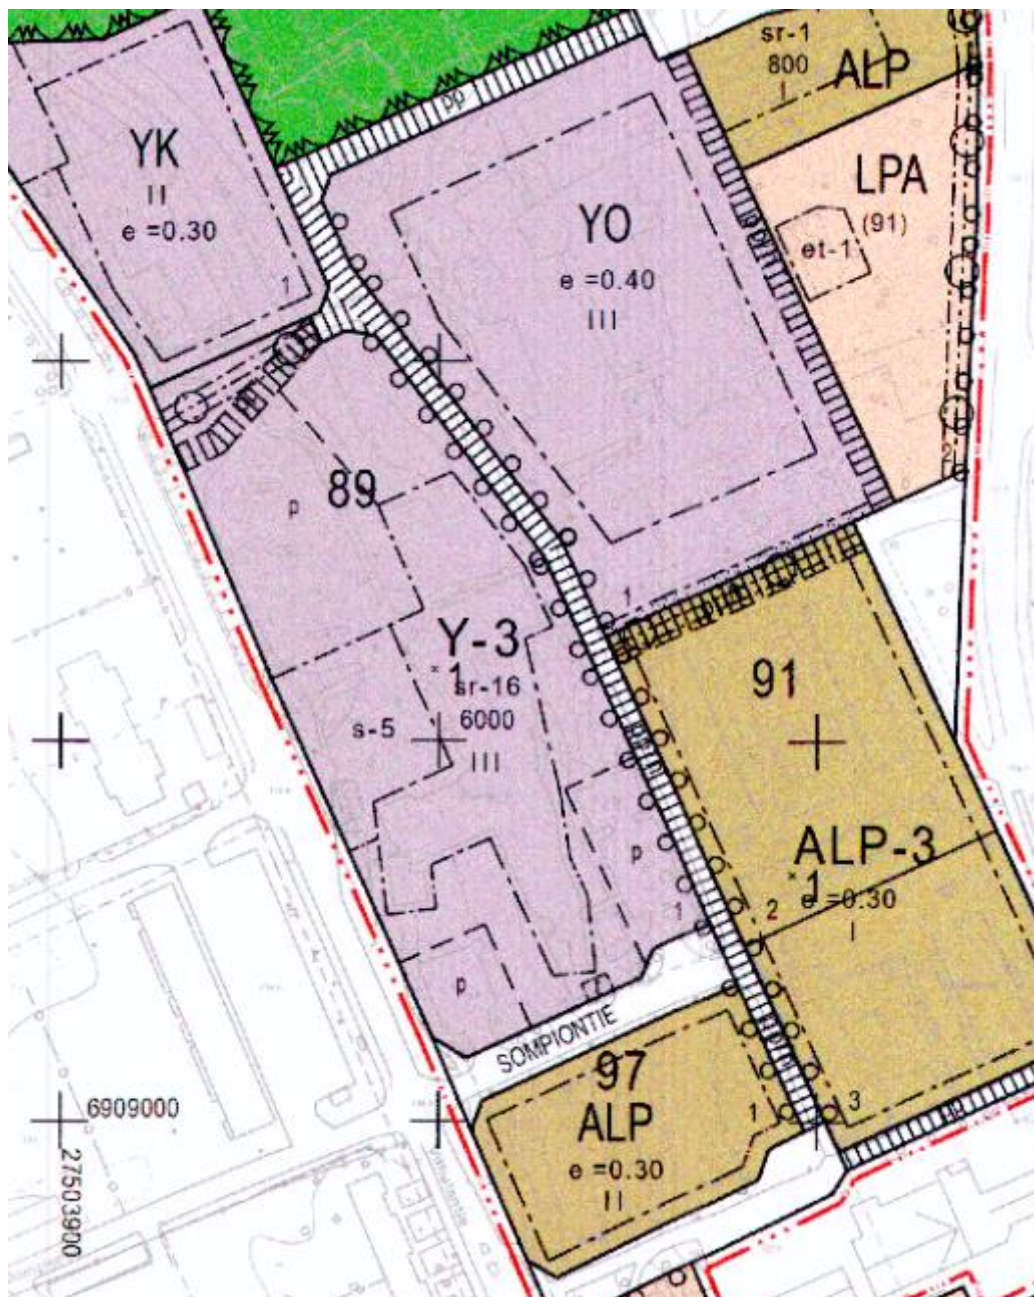 sr-1
800
I
ALP
YK
II
e =0.30
1
pp
LPA
(91)
et-1
YO
e =0.40
III
2
89
p
1
Y-3
1
sr-16
6000
III
s-5
91
ALP-3
1
e =0.30
I
p
1
2
p
SOMPIONTIE
97
ALP
e =0.30
II
1
3
pp
6909000
27503900